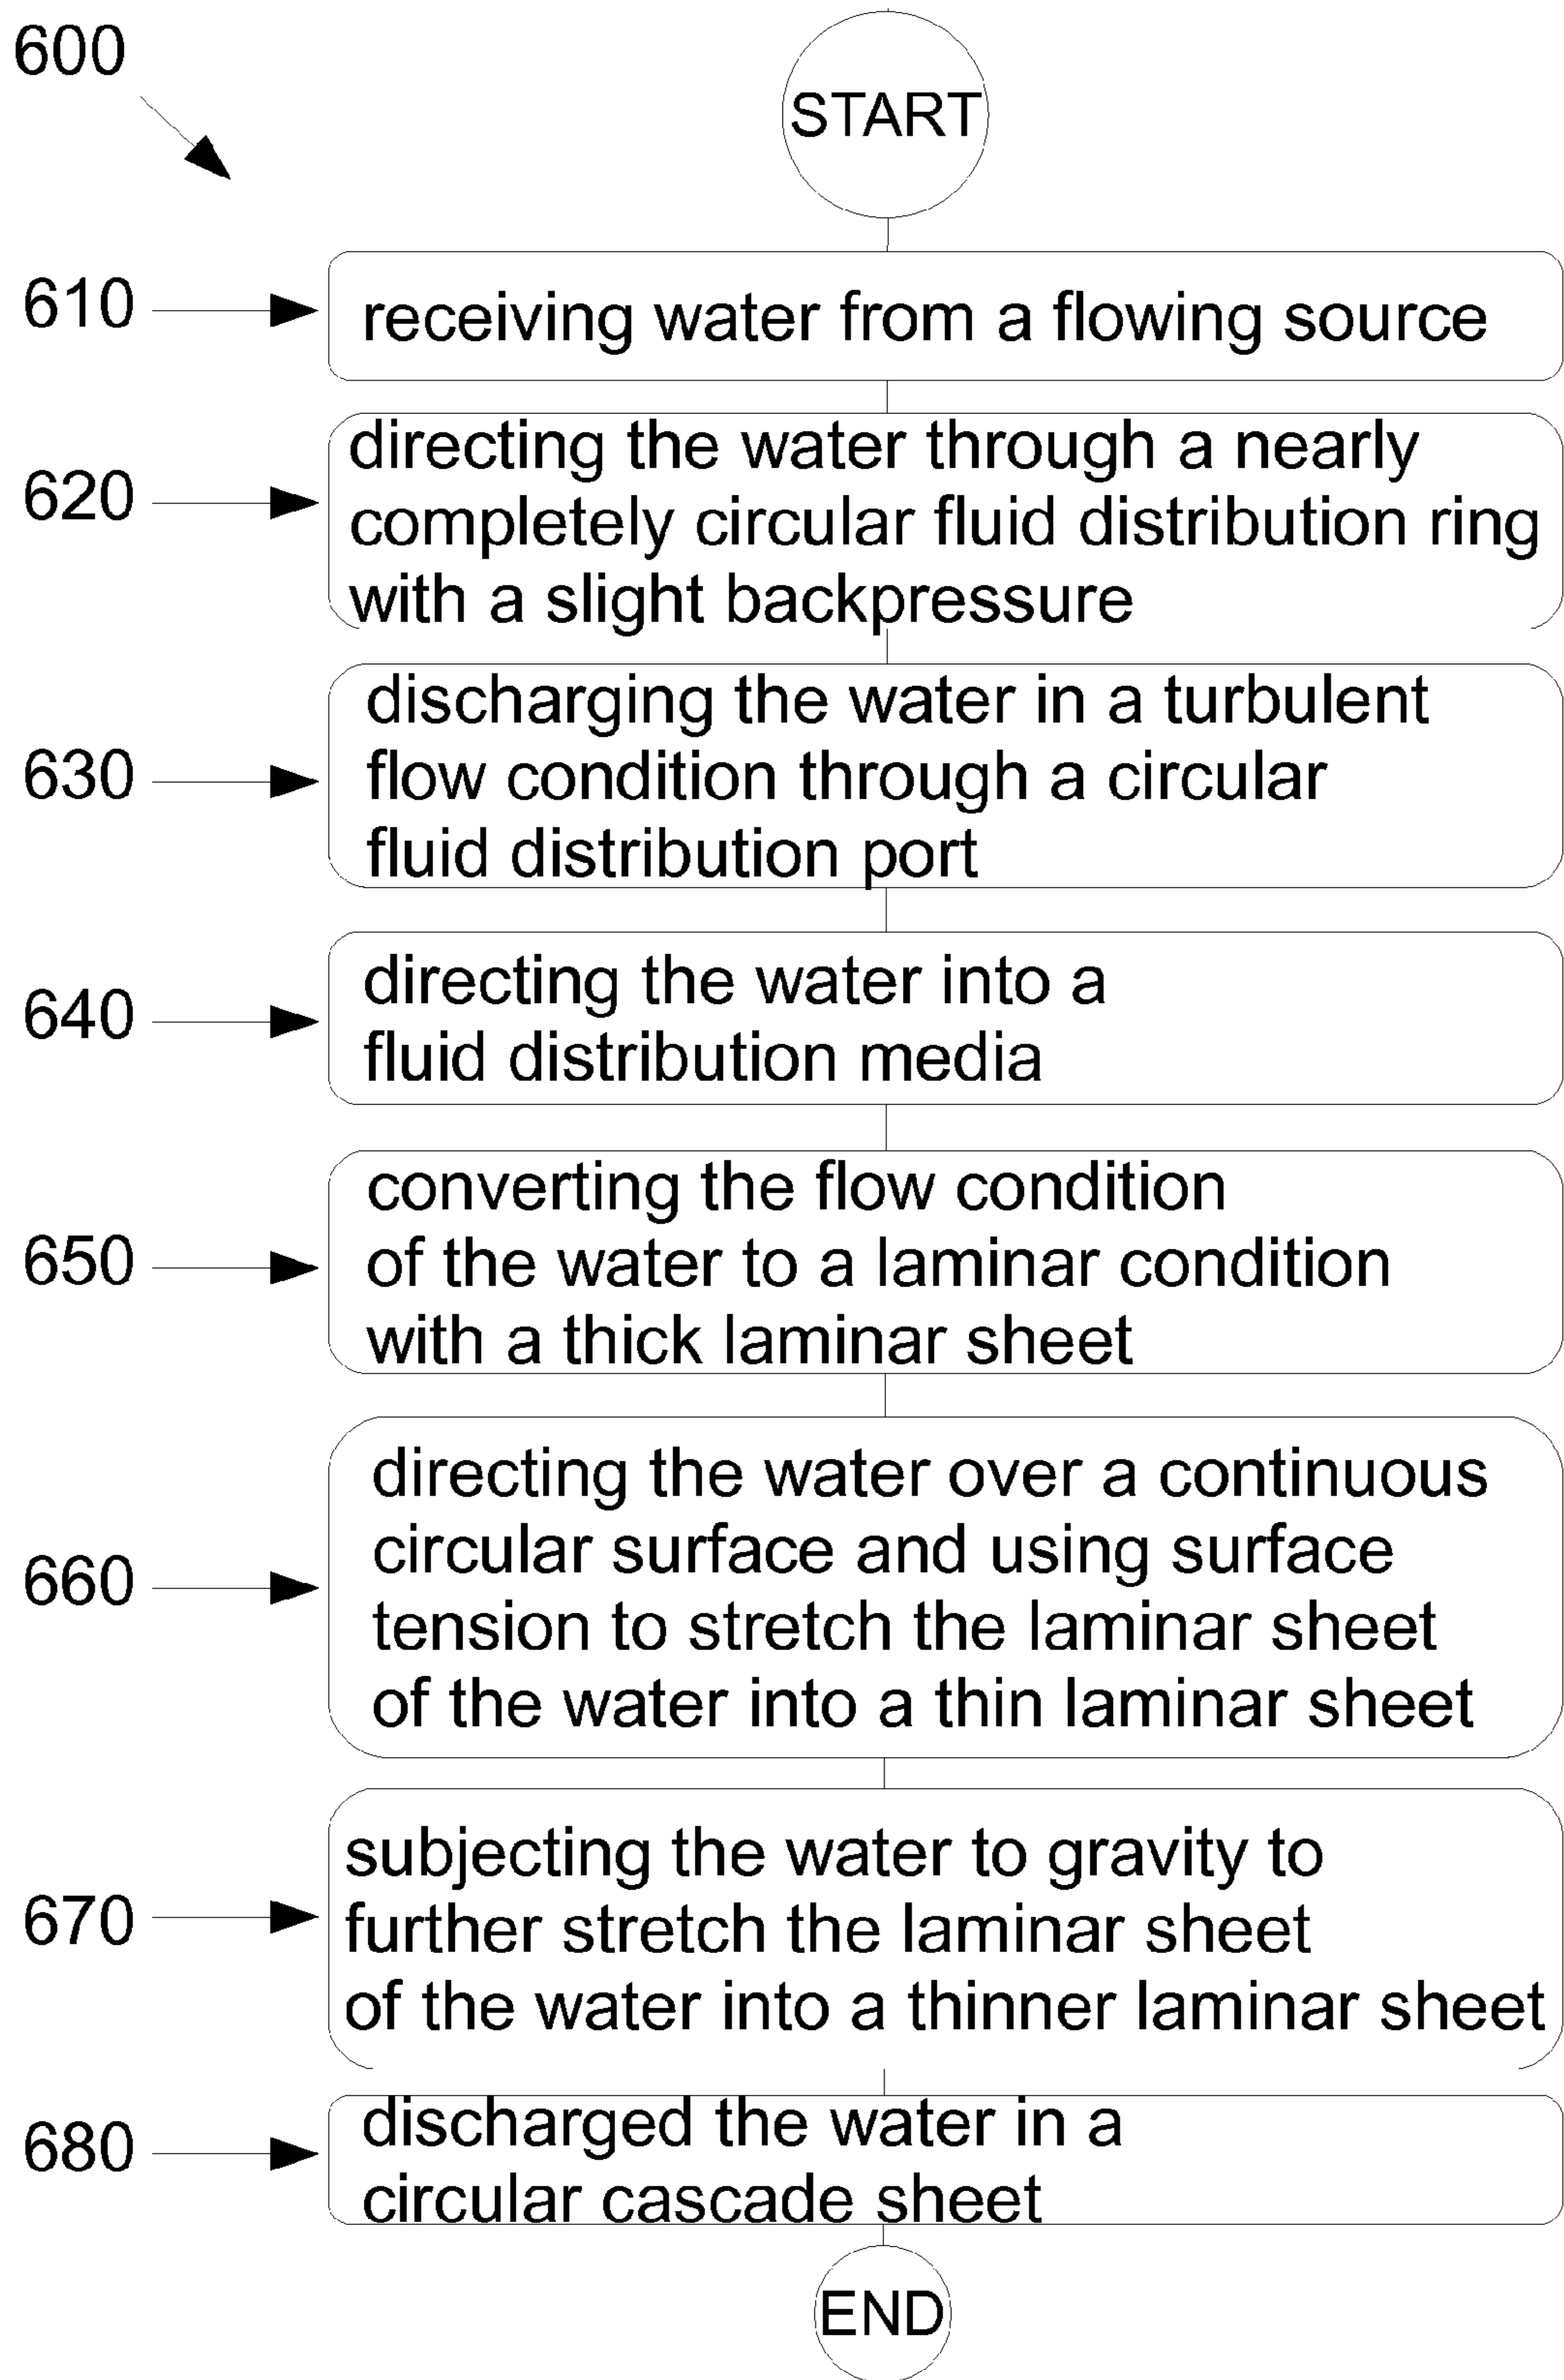 600
START
610
receiving water from a flowing source
620
directing the water through a nearly
completely circular fluid distribution ring
with a slight backpressure
630
discharging the water in a turbulent
flow condition through a circular
fluid distribution port
640
directing the water into a
fluid distribution media
650
converting the flow condition
of the water to a laminar condition
with a thick laminar sheet
660
directing the water over a continuous
circular surface and using surface
tension to stretch the laminar sheet
of the water into a thin laminar sheet
670
subjecting the water to gravity to
further stretch the laminar sheet
of the water into a thinner laminar sheet
680
discharged the water in a
circular cascade sheet
END